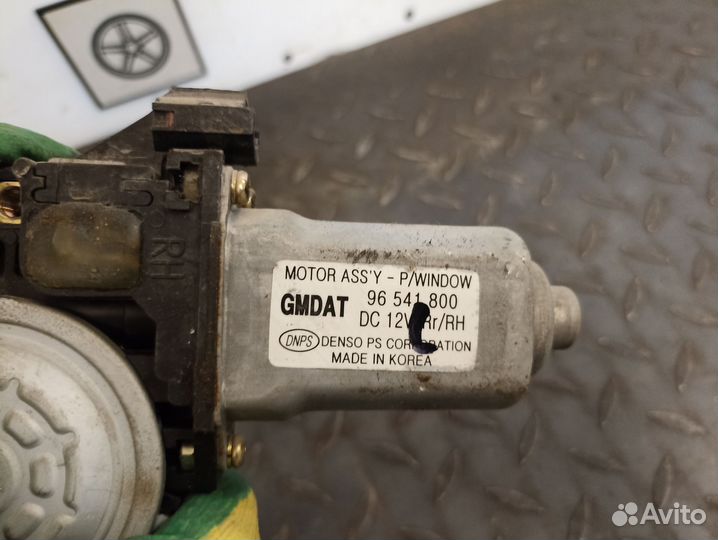 RH
MOTOR ASS'Y - P/WINDOW
GMDAT 96 541 800
DC 12V Rr/RH
DNPS DENSO PS CORPORATION
MADE IN KOREA
Avito